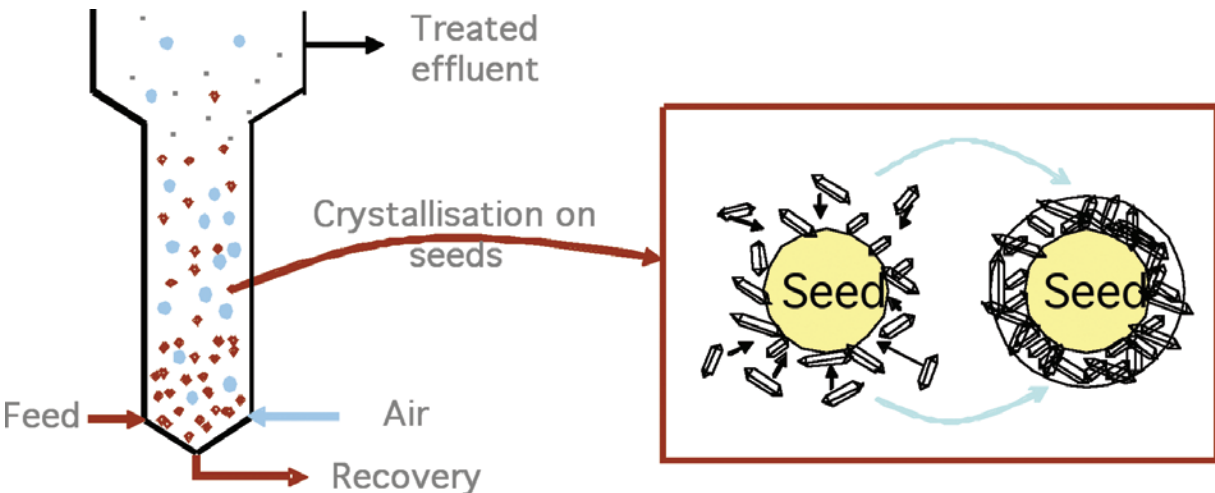 Treated
effluent
Crystallisation on
seeds
Seed
Seed
Feed
Air
Recovery